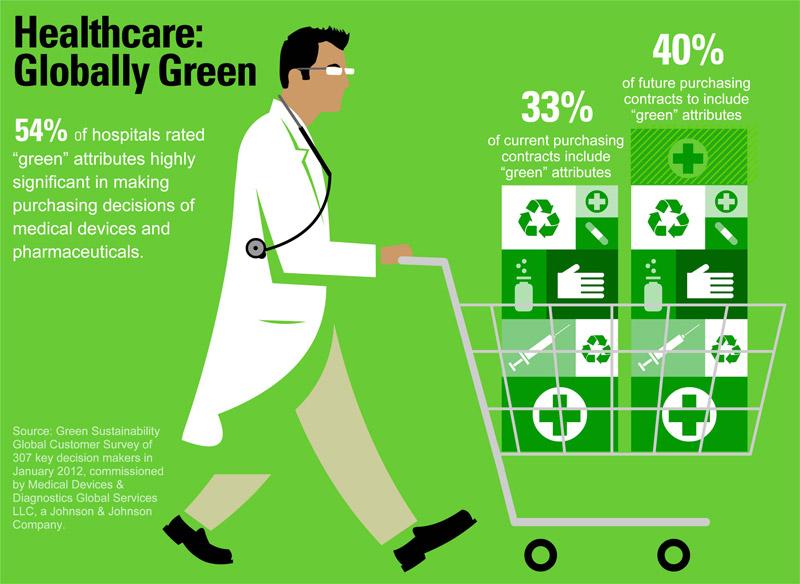 Healthcare:
Globally Green
54% of hospitals rated
“green” attributes highly
significant in making
purchasing decisions of
medical devices and
pharmaceuticals.
33%
of current purchasing
contracts include
“green” attributes
40%
of future purchasing
contracts to include
“green” attributes
Source: Green Sustainability
Global Customer Survey of
307 key decision makers in
January 2012, commissioned
by Medical Devices &
Diagnostics Global Services
LLC, a Johnson & Johnson
Company.